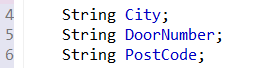 4 String City;
5 String DoorNumber;
6 String PostCode;